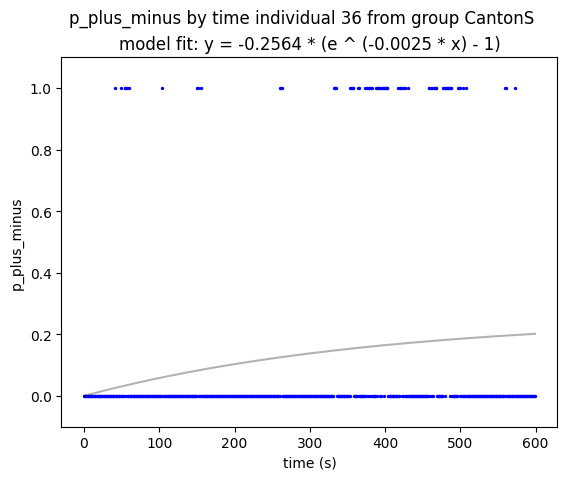 p_plus_minus by time individual 36 from group CantonS
model fit: y = -0.2564 * (e ^ (-0.0025 * x) - 1)
1.0
0.8
0.6
0.4
0.2
0.0
p_plus_minus
0 100 200 300 400 500 600
time (s)